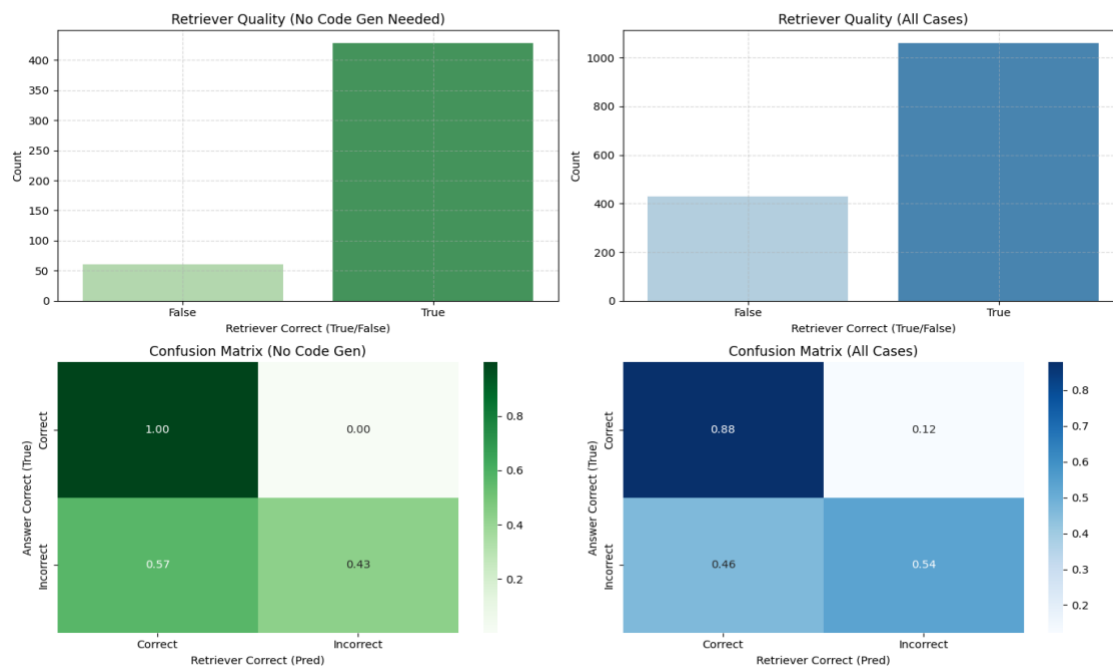 Retriever Quality (No Code Gen Needed)
400
350
300
250
200
150
100
50
0
Count
False
True
Retriever Correct (True/False)
Retriever Quality (All Cases)
1000
800
600
400
200
0
Count
False
True
Retriever Correct (True/False)
Confusion Matrix (No Code Gen)
Answer Correct (True)
Correct
Incorrect
1.00
0.00
0.57
0.43
Correct
Incorrect
Retriever Correct (Pred)
0.8
0.6
0.4
0.2
Confusion Matrix (All Cases)
Answer Correct (True)
Correct
Incorrect
0.88
0.12
0.46
0.54
Correct
Incorrect
Retriever Correct (Pred)
0.8
0.7
0.6
0.5
0.4
0.3
0.2